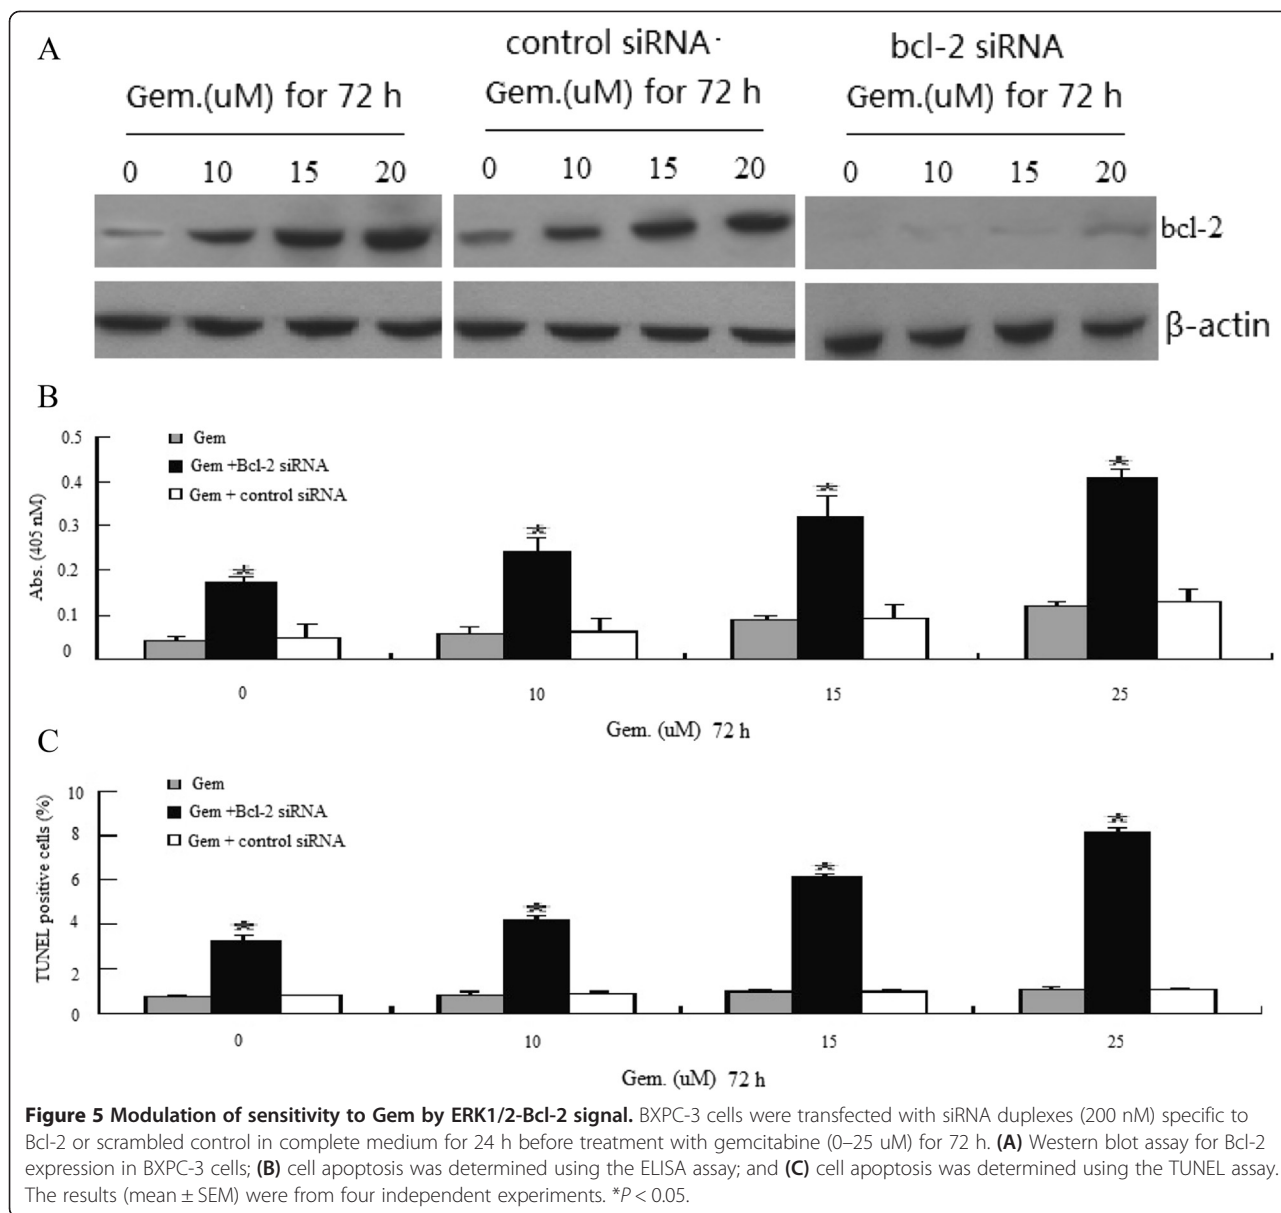 A
Gem.(uM) for 72 h
0 10 15 20
control siRNA·
Gem.(uM) for 72 h
0 10 15 20
bcl-2 siRNA
Gem.(uM) for 72 h
0 10 15 20
bcl-2
β-actin
B
Abs. (405 nM)
0.5
0.4
0.3
0.2
0.1
0
Gem
Gem +Bcl-2 siRNA
Gem + control siRNA
* * * *
0 10 15 25
Gem. (uM) 72 h
C
TUNEL positive cells (%)
10
8
6
4
2
0
Gem
Gem +Bcl-2 siRNA
Gem + control siRNA
* * * *
0 10 15 25
Gem. (uM) 72 h
Figure 5 Modulation of sensitivity to Gem by ERK1/2-Bcl-2 signal. BXPC-3 cells were transfected with siRNA duplexes (200 nM) specific to
Bcl-2 or scrambled control in complete medium for 24 h before treatment with gemcitabine (0–25 uM) for 72 h. (A) Western blot assay for Bcl-2
expression in BXPC-3 cells; (B) cell apoptosis was determined using the ELISA assay; and (C) cell apoptosis was determined using the TUNEL assay.
The results (mean ± SEM) were from four independent experiments. *P < 0.05.